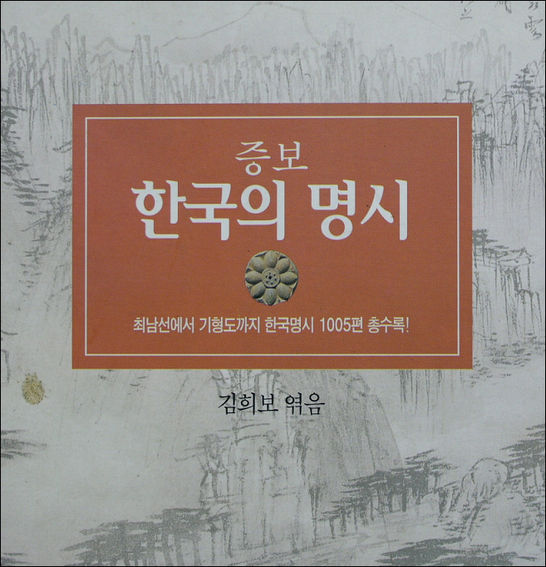 증보
한국의 명시
최남선에서 기형도까지 한국명시 1005편 총수록!
김희보 엮음